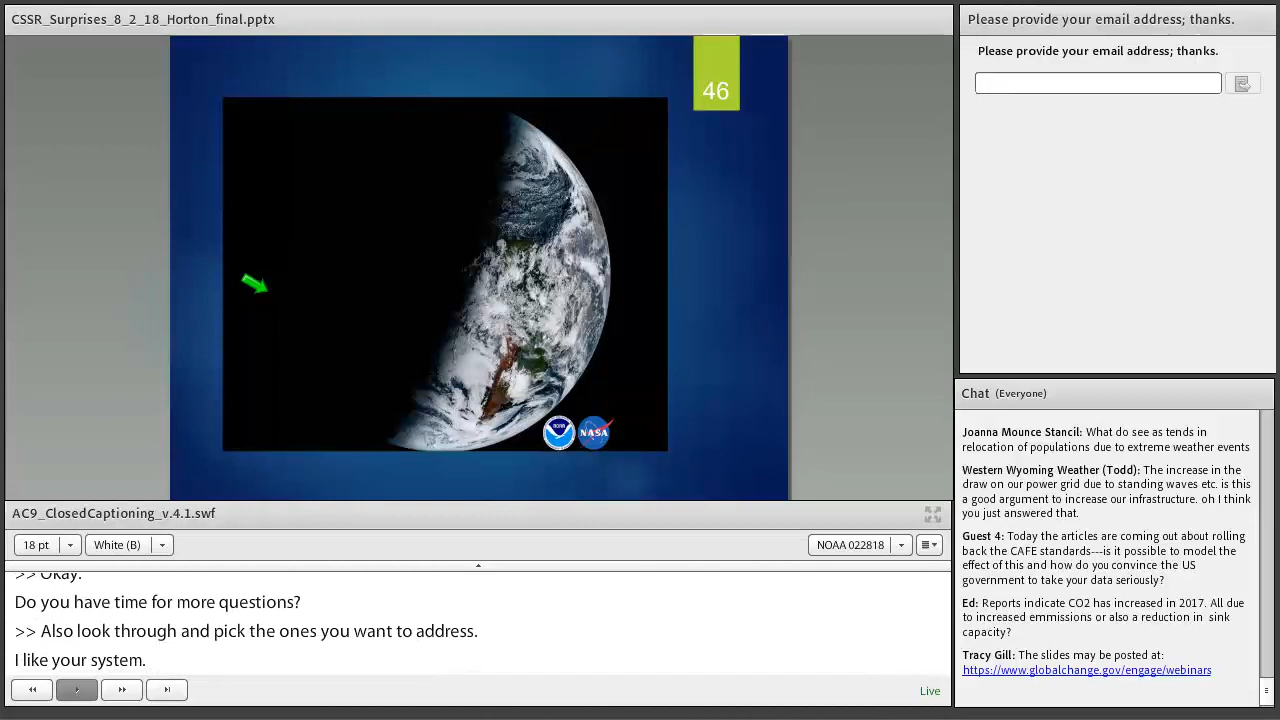 CSSR_Surprises_8_2_18_Horton_final.pptx
46
NOAA
NASA
AC9_ClosedCaptioning_v.4.1.swf
18 pt
White (B)
NOAA 022818
>> Okay.
Do you have time for more questions?
>> Also look through and pick the ones you want to address.
I like your system.
Live
Please provide your email address; thanks.
Please provide your email address; thanks.
Chat (Everyone)
Joanna Mounce Stancil: What do see as tends in
relocation of populations due to extreme weather events
Western Wyoming Weather (Todd): The increase in the
draw on our power grid due to standing waves etc. is this
a good argument to increase our infrastructure. oh I think
you just answered that.
Guest 4: Today the articles are coming out about rolling
back the CAFE standards---is it possible to model the
effect of this and how do you convince the US
government to take your data seriously?
Ed: Reports indicate CO2 has increased in 2017. All due
to increased emmissions or also a reduction in sink
capacity?
Tracy Gill: The slides may be posted at:
https://www.globalchange.gov/engage/webinars